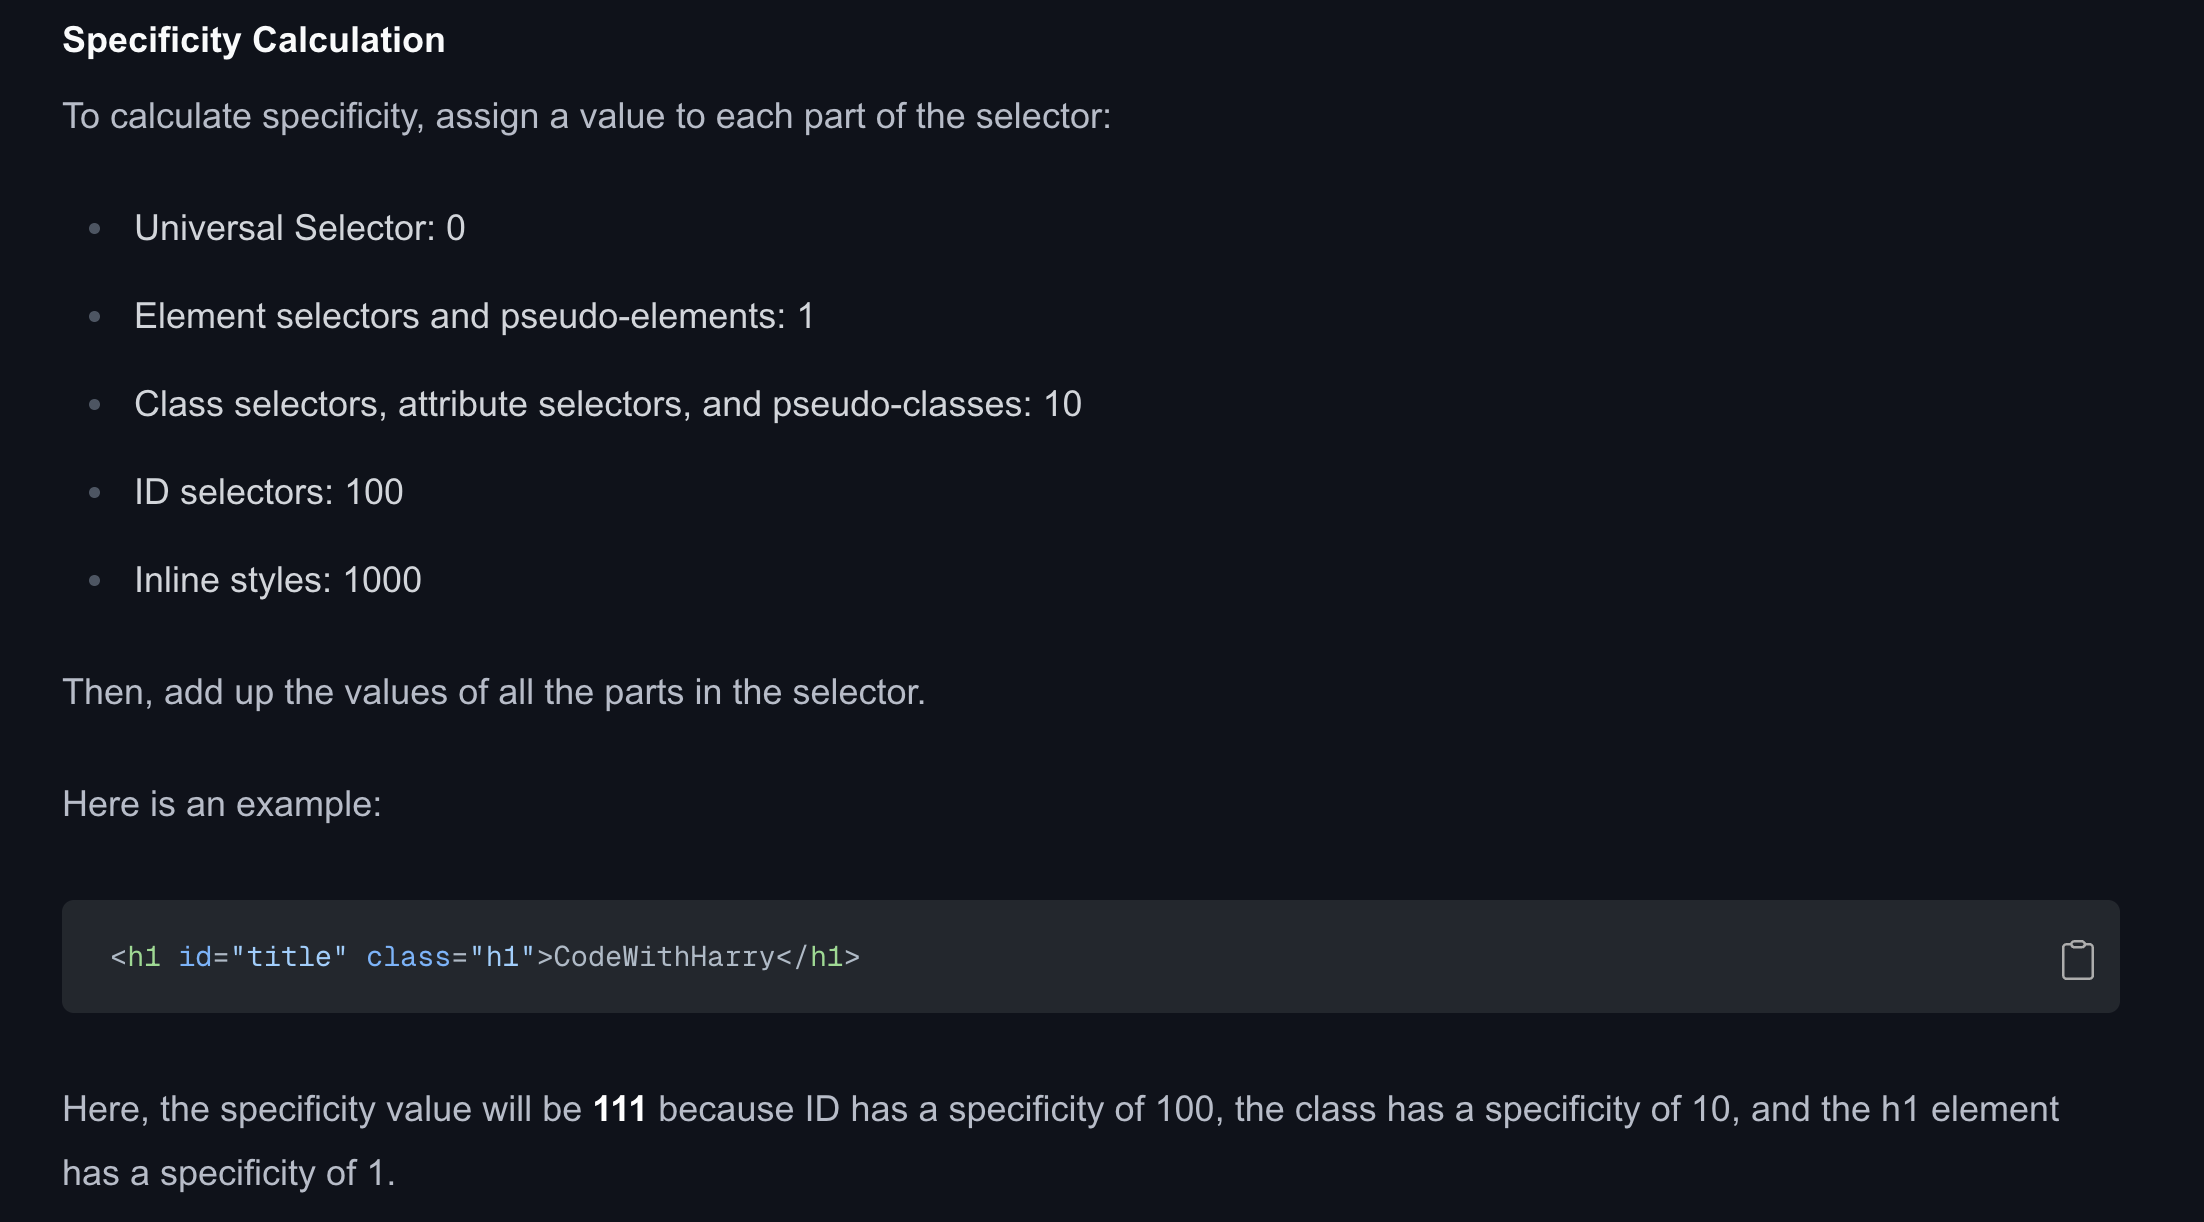 Specificity Calculation
To calculate specificity, assign a value to each part of the selector:
Universal Selector: 0
Element selectors and pseudo-elements: 1
Class selectors, attribute selectors, and pseudo-classes: 10
ID selectors: 100
Inline styles: 1000
Then, add up the values of all the parts in the selector.
Here is an example:
<h1 id="title" class="h1">CodeWithHarry</h1>
Here, the specificity value will be 111 because ID has a specificity of 100, the class has a specificity of 10, and the h1 element
has a specificity of 1.